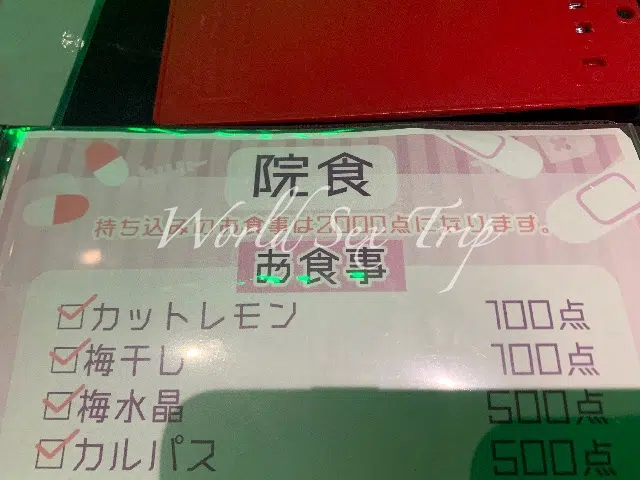 院食
持ち込みのお食事は2000点になります。
World See Trip
お食事
カットレモン 100点
梅干し 100点
梅水晶 500点
カルパス 500点